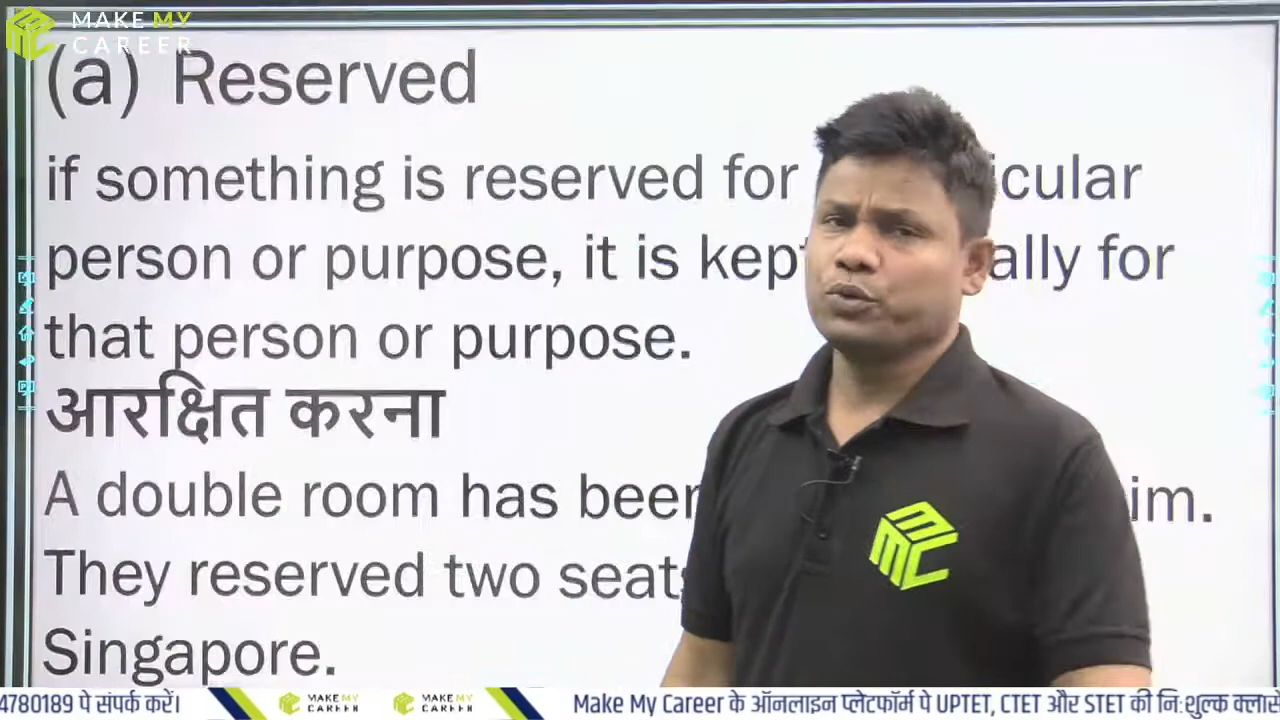 MAKE MY
CAREER
(a) Reserved
if something is reserved for
person or purpose, it is kept for
that person or purpose.
आरक्षित करना
A double room has been
They reserved two seats
Singapore.
MMC
4780189 पे संपर्क करें।
MAKE MY
CAREER
MAKE MY
CAREER
Make My Career के ऑनलाइन प्लेटफॉर्म पे UPTET, CTET और STET की नि:शुल्क